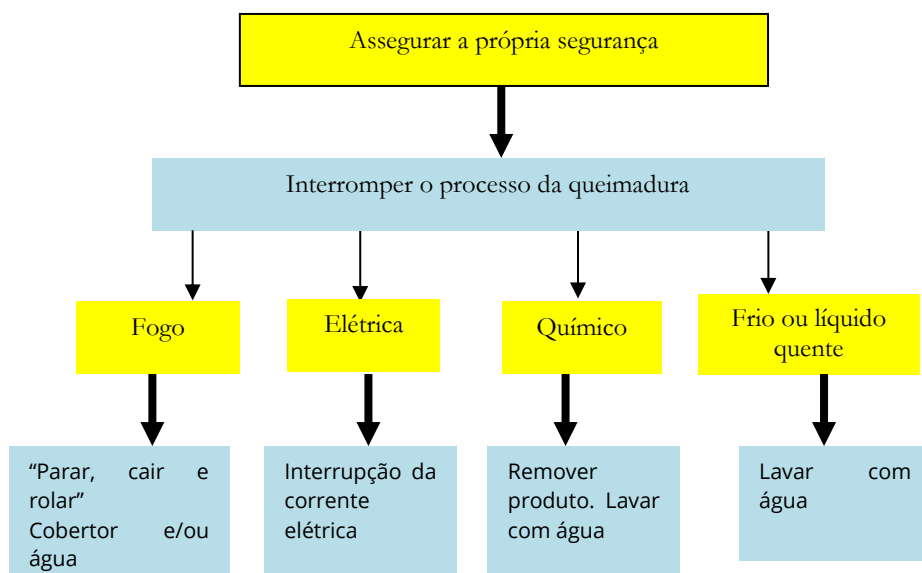 Assegurar a própria segurança
Interromper o processo da queimadura
Fogo
Elétrica
Químico
Frio ou líquido
quente
“Parar, cair e
rolar”
Cobertor e/ou
água
Interrupção da
corrente
elétrica
Remover
produto. Lavar
com água
Lavar com
água